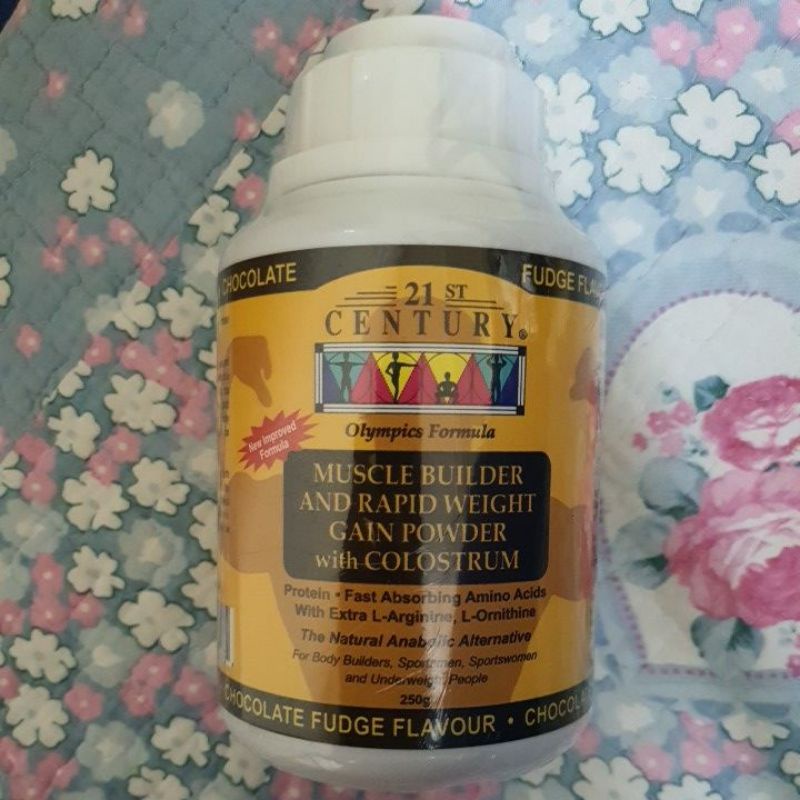 CHOCOLATE
FUDGE FLAV
21 ST
CENTURY®
Olympics Formula
New Improved
Formula
MUSCLE BUILDER
AND RAPID WEIGHT
GAIN POWDER
with COLOSTRUM
Protein • Fast Absorbing Amino Acids
With Extra L-Arginine, L-Ornithine
The Natural Anabolic Alternative
For Body Builders, Sportsmen, Sportswomen
and Underweight People
250g
CHOCOLATE FUDGE FLAVOUR • CHOCOL